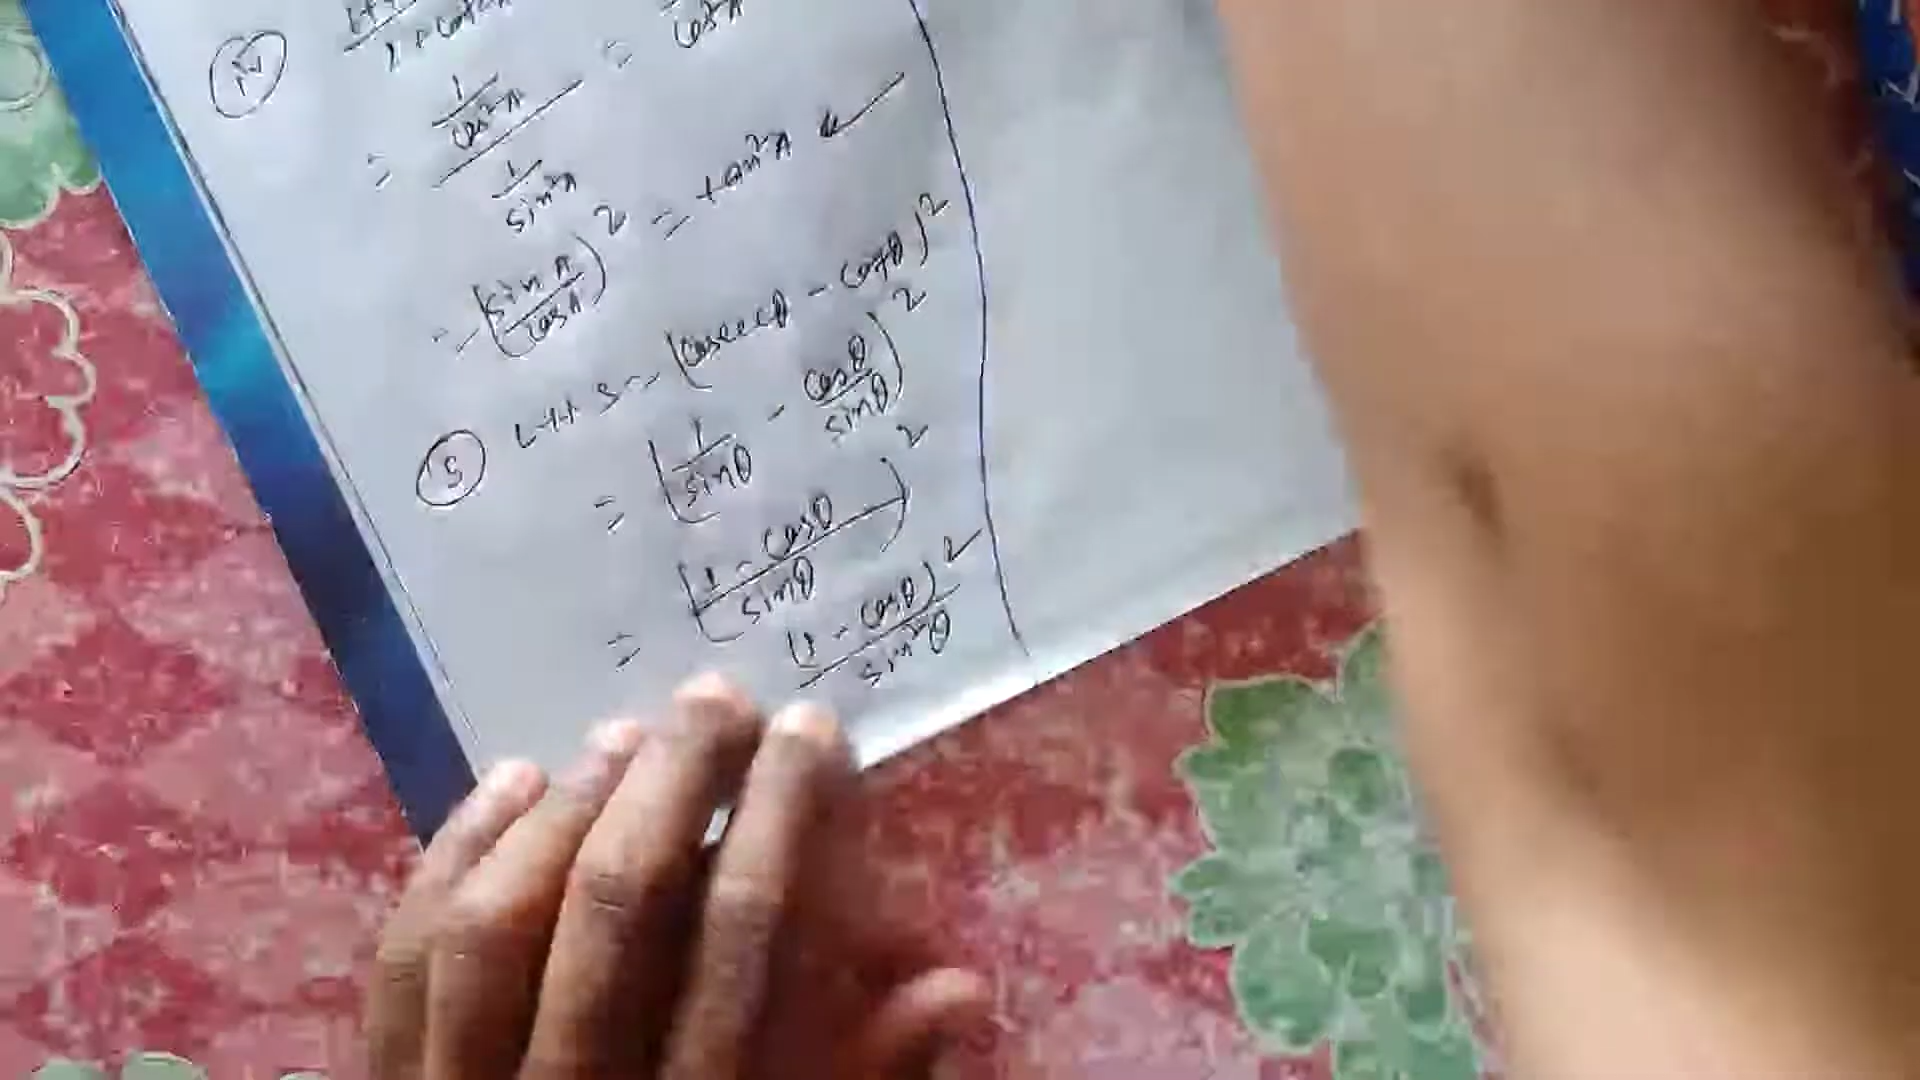 (iv)
= 1/cos²A / 1/sin²A = cos²A
= (sin A/cos A)² = tan²A
(5) L.H.S = (cosecθ - cotθ)²
= (1/sinθ - cosθ/sinθ)²
= (1 - cosθ/sinθ)²
(1 - cosθ)²/sin²θ